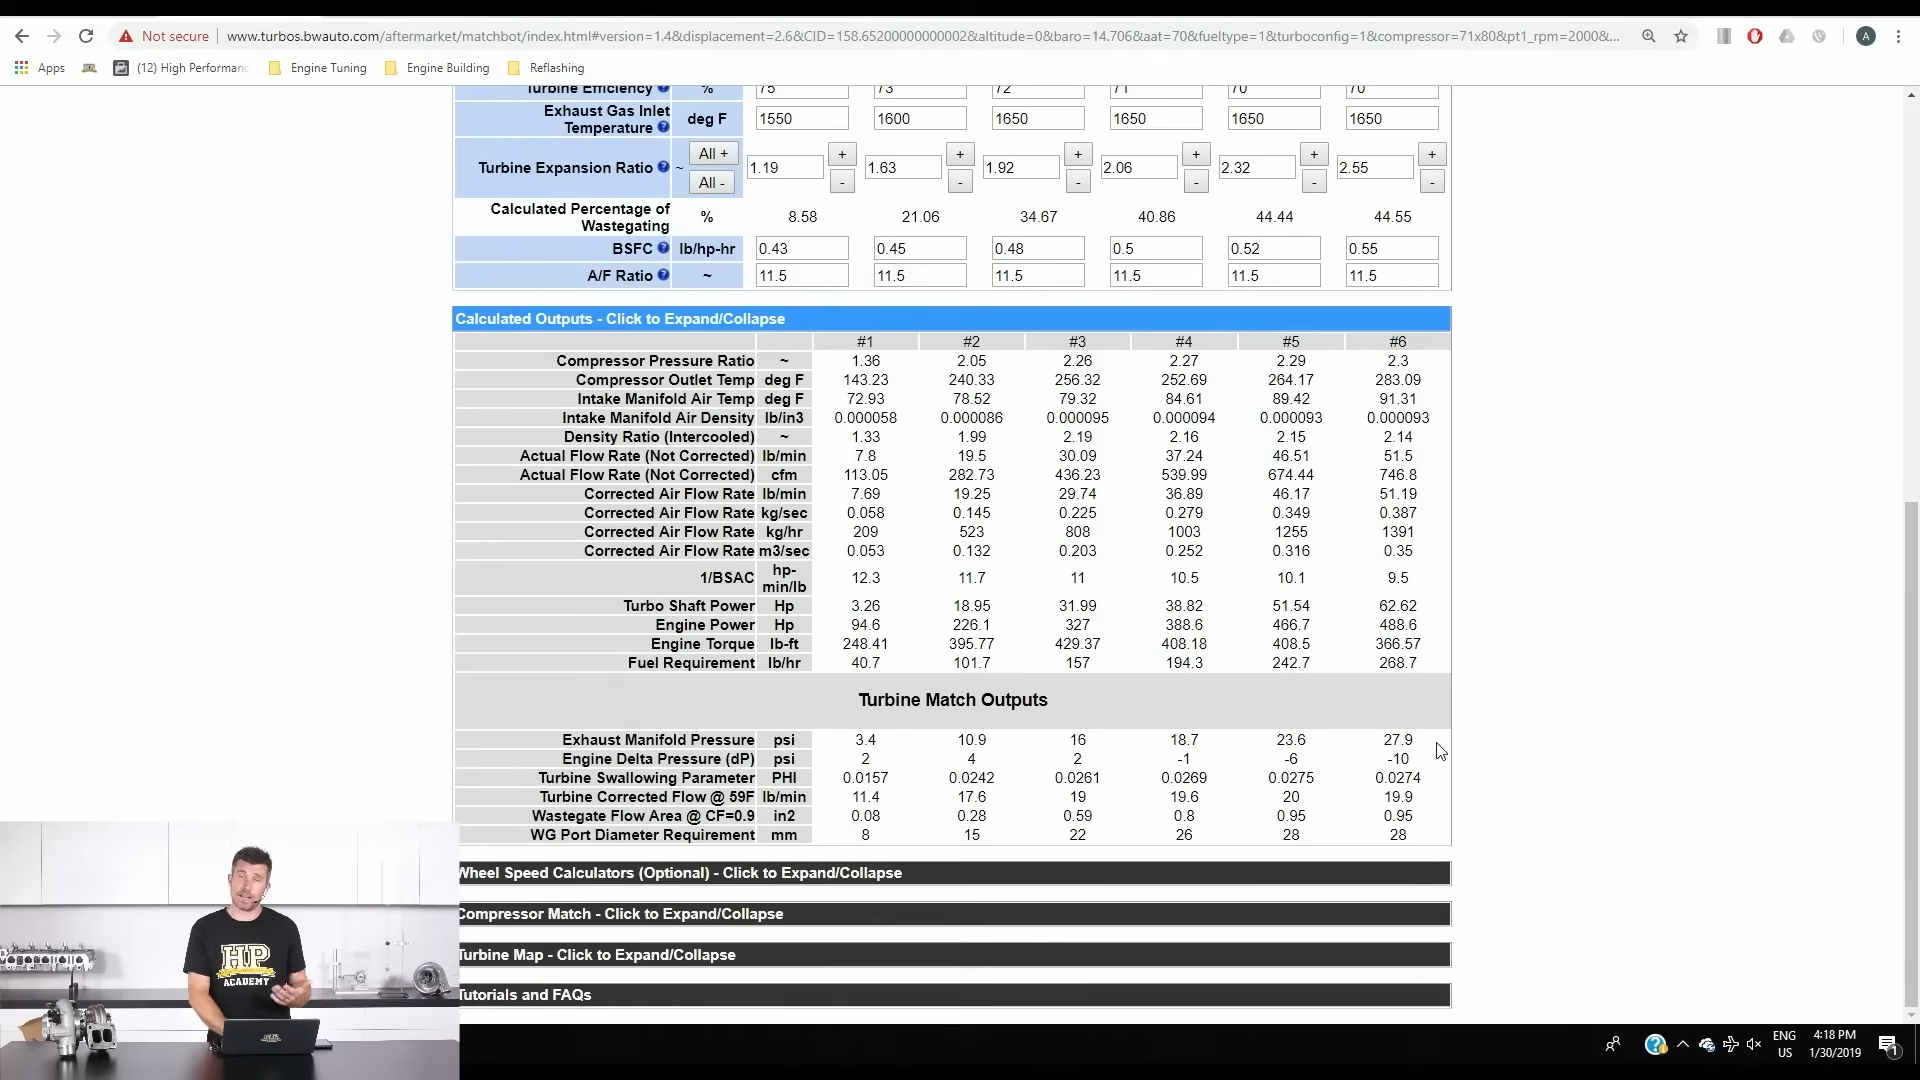 Not secure www.turbos.bwauto.com/aftermarket/matchbot/index.html#version=1.4&displacement=2.6&CID=158.65200000000002&altitude=0&baro=14.706&aat=70&fueltype=1&turboconfig=1&compressor=71x80&pt1_rpm=2000&... A
Apps (12) High Performan Engine Tuning Engine Building Reflashing
Turbine Efficiency % 75 73 72 71 70 70
Exhaust Gas Inlet
Temperature deg F 1550 1600 1650 1650 1650 1650
All + + + + + + +
Turbine Expansion Ratio ~ 1.19 1.63 1.92 2.06 2.32 2.55
All - - - - - - -
Calculated Percentage of
Wastegating % 8.58 21.06 34.67 40.86 44.44 44.55
BSFC lb/hp-hr 0.43 0.45 0.48 0.5 0.52 0.55
A/F Ratio ~ 11.5 11.5 11.5 11.5 11.5 11.5
Calculated Outputs - Click to Expand/Collapse
#1 #2 #3 #4 #5 #6
Compressor Pressure Ratio ~ 1.36 2.05 2.26 2.27 2.29 2.3
Compressor Outlet Temp deg F 143.23 240.33 256.32 252.69 264.17 283.09
Intake Manifold Air Temp deg F 72.93 78.52 79.32 84.61 89.42 91.31
Intake Manifold Air Density lb/in3 0.000058 0.000086 0.000095 0.000094 0.000093 0.000093
Density Ratio (Intercooled) ~ 1.33 1.99 2.19 2.16 2.15 2.14
Actual Flow Rate (Not Corrected) lb/min 7.8 19.5 30.09 37.24 46.51 51.5
Actual Flow Rate (Not Corrected) cfm 113.05 282.73 436.23 539.99 674.44 746.8
Corrected Air Flow Rate lb/min 7.69 19.25 29.74 36.89 46.17 51.19
Corrected Air Flow Rate kg/sec 0.058 0.145 0.225 0.279 0.349 0.387
Corrected Air Flow Rate kg/hr 209 523 808 1003 1255 1391
Corrected Air Flow Rate m3/sec 0.053 0.132 0.203 0.252 0.316 0.35
1/BSAC hp-
min/lb 12.3 11.7 11 10.5 10.1 9.5
Turbo Shaft Power Hp 3.26 18.95 31.99 38.82 51.54 62.62
Engine Power Hp 94.6 226.1 327 388.6 466.7 488.6
Engine Torque lb-ft 248.41 395.77 429.37 408.18 408.5 366.57
Fuel Requirement lb/hr 40.7 101.7 157 194.3 242.7 268.7
Turbine Match Outputs
Exhaust Manifold Pressure psi 3.4 10.9 16 18.7 23.6 27.9
Engine Delta Pressure (dP) psi 2 4 2 -1 -6 -10
Turbine Swallowing Parameter PHI 0.0157 0.0242 0.0261 0.0269 0.0275 0.0274
Turbine Corrected Flow @ 59F lb/min 11.4 17.6 19 19.6 20 19.9
Wastegate Flow Area @ CF=0.9 in2 0.08 0.28 0.59 0.8 0.95 0.95
WG Port Diameter Requirement mm 8 15 22 26 28 28
Wheel Speed Calculators (Optional) - Click to Expand/Collapse
Compressor Match - Click to Expand/Collapse
Turbine Map - Click to Expand/Collapse
Tutorials and FAQs
HP
ACADEMY
ENG
US
4:18 PM
1/30/2019
1